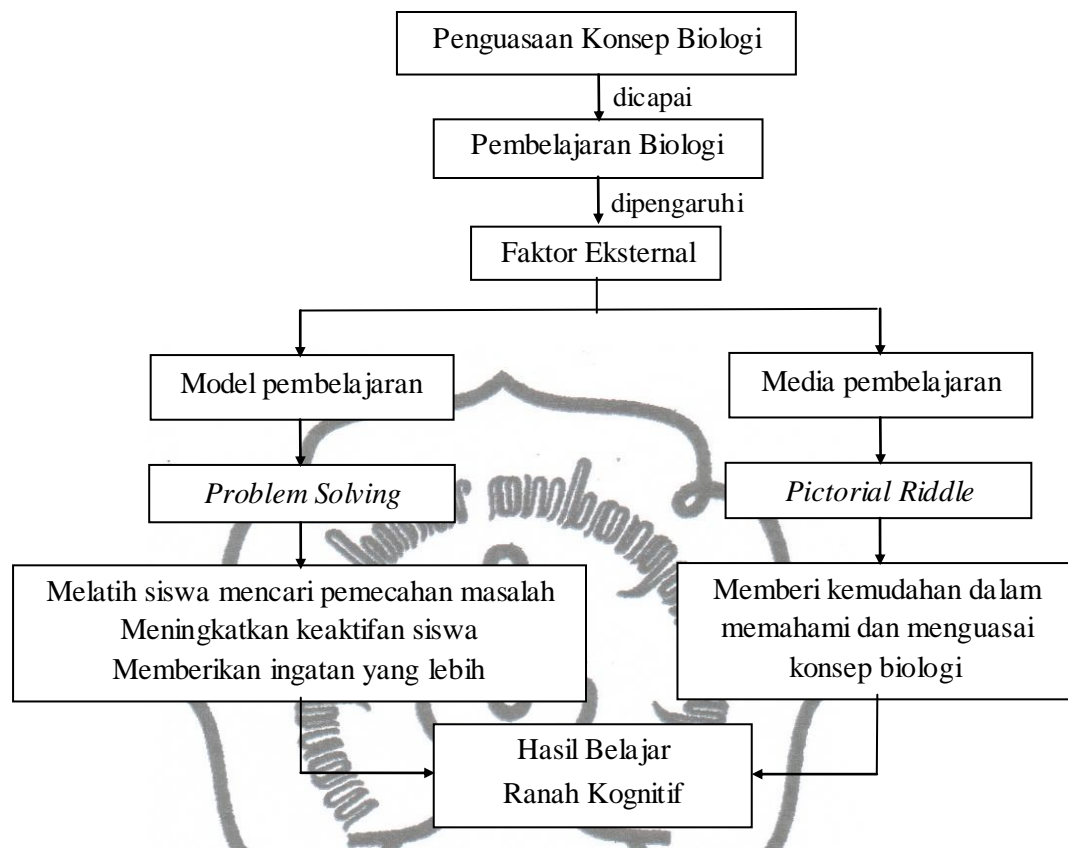 Penguasaan Konsep Biologi
dicapai
Pembelajaran Biologi
dipengaruhi
Faktor Eksternal
Model pembelajaran
Media pembelajaran
Problem Solving
Pictorial Riddle
Melatih siswa mencari pemecahan masalah
Meningkatkan keaktifan siswa
Memberikan ingatan yang lebih
Memberi kemudahan dalam
memahami dan menguasai
konsep biologi
Hasil Belajar
Ranah Kognitif